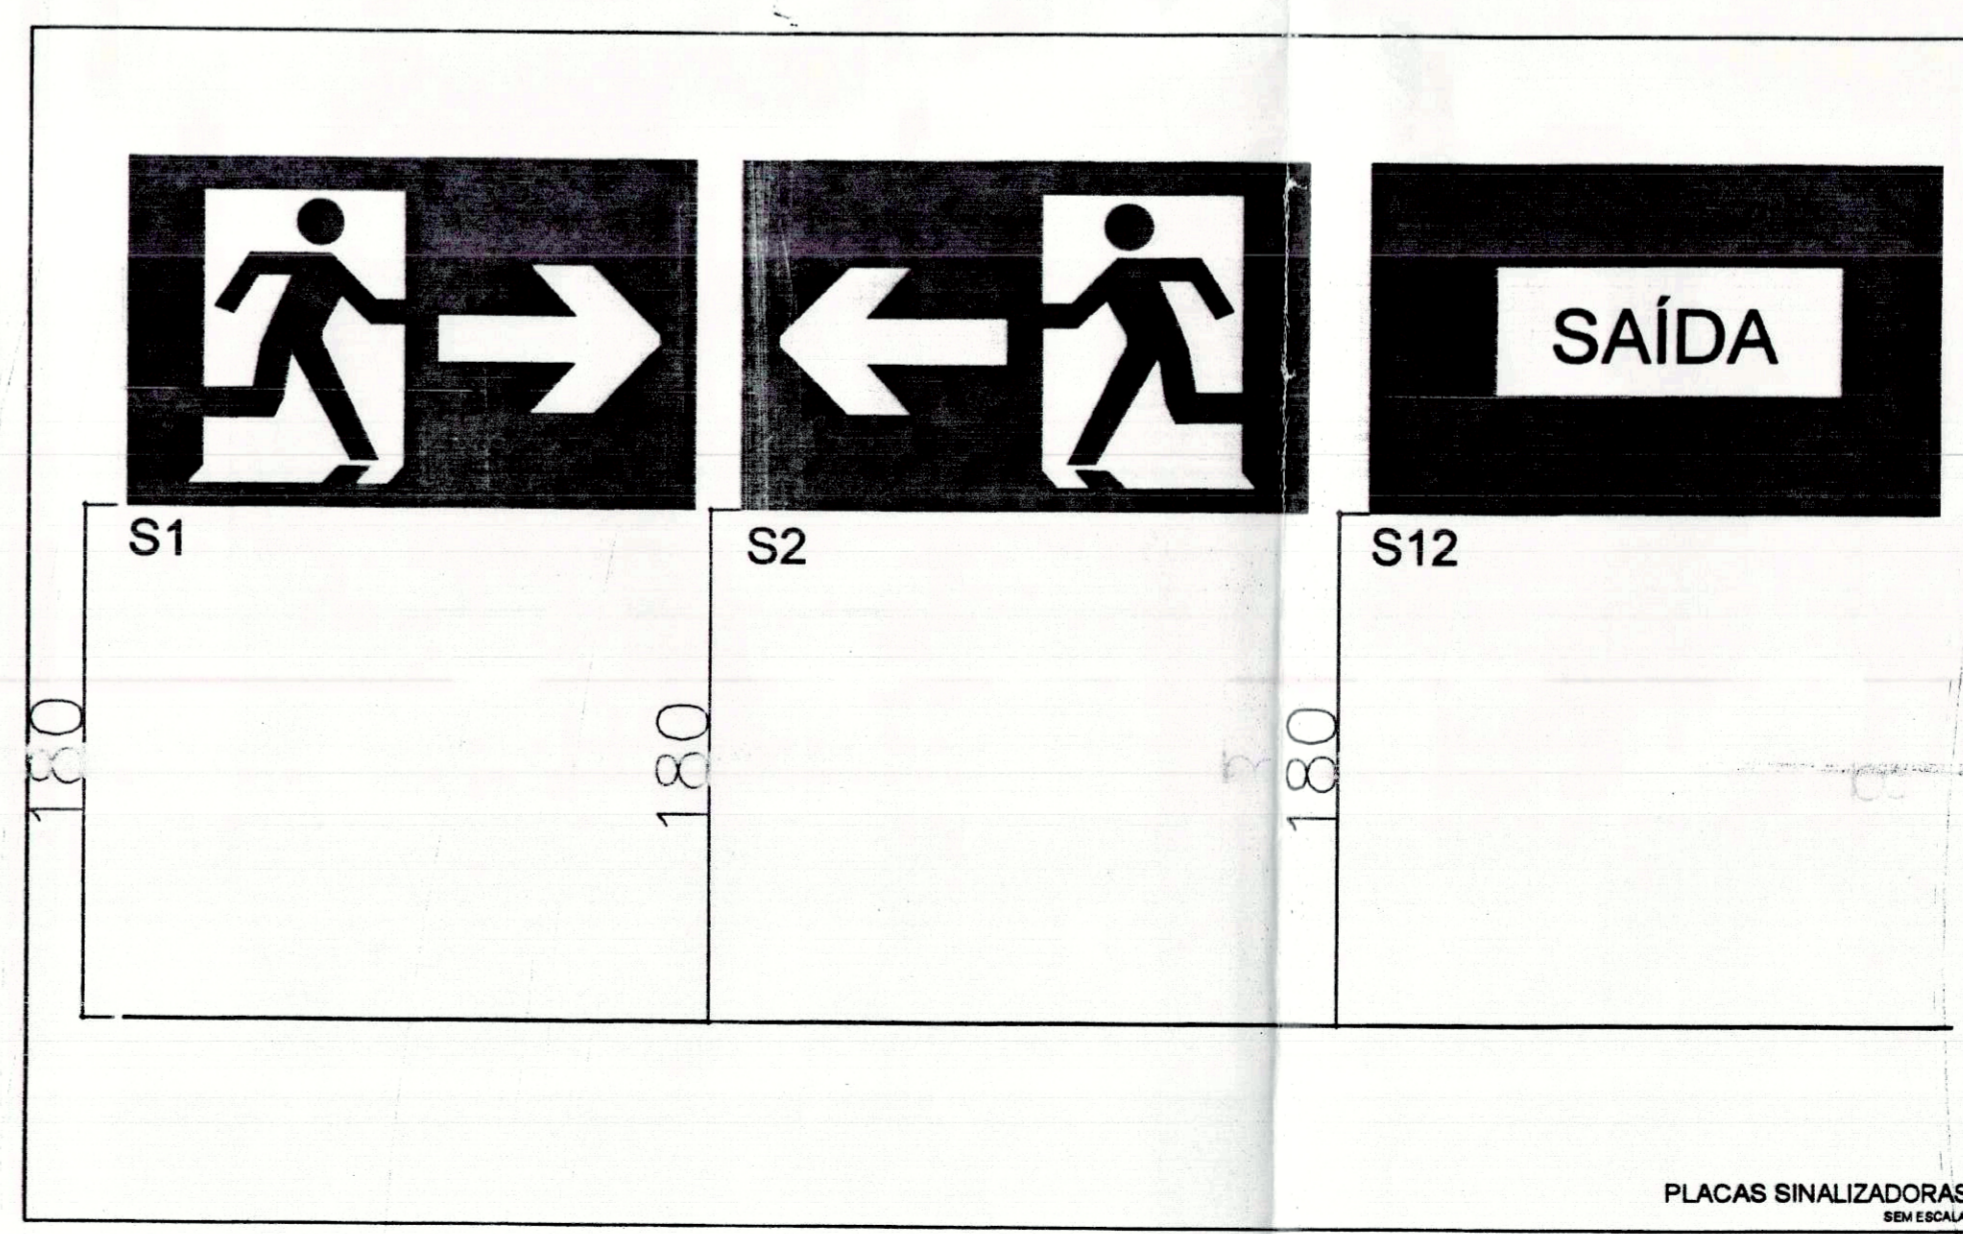 SAÍDA
S1
S2
S12
180
180
180
PLACAS SINALIZADORAS
SEM ESCALA